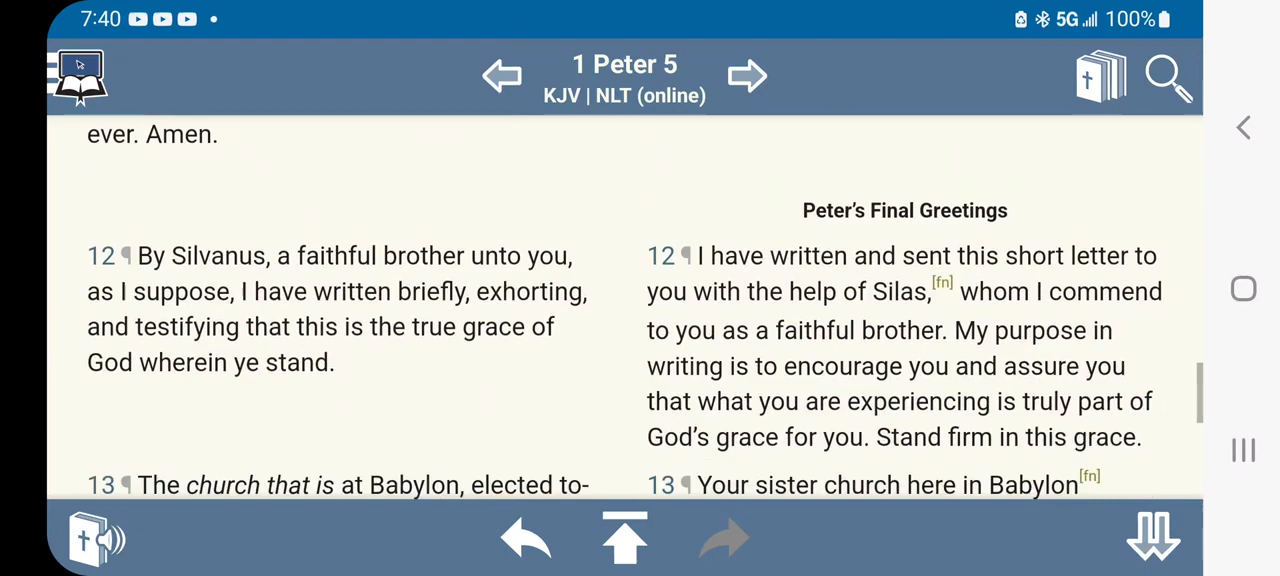 7:40
5G 100%
1 Peter 5
KJV | NLT (online)
ever. Amen.
Peter’s Final Greetings
12 ¶ By Silvanus, a faithful brother unto you,
as I suppose, I have written briefly, exhorting,
and testifying that this is the true grace of
God wherein ye stand.
12 ¶ I have written and sent this short letter to
you with the help of Silas,[fn] whom I commend
to you as a faithful brother. My purpose in
writing is to encourage you and assure you
that what you are experiencing is truly part of
God’s grace for you. Stand firm in this grace.
13 ¶ The church that is at Babylon, elected to-
13 ¶ Your sister church here in Babylon[fn]